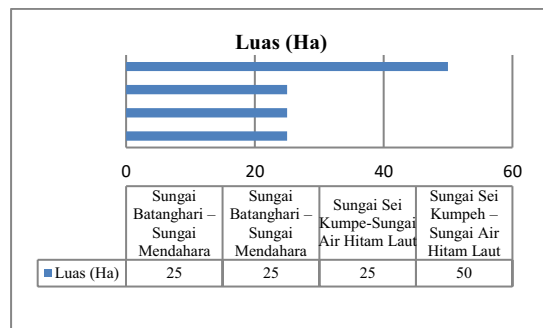 Luas (Ha)
0 20 40 60
Sungai Batanghari – Sungai Mendahara
Sungai Batanghari – Sungai Mendahara
Sungai Sei Kumpe-Sungai Air Hitam Laut
Sungai Sei Kumpeh – Sungai Air Hitam Laut
Luas (Ha) 25 25 25 50